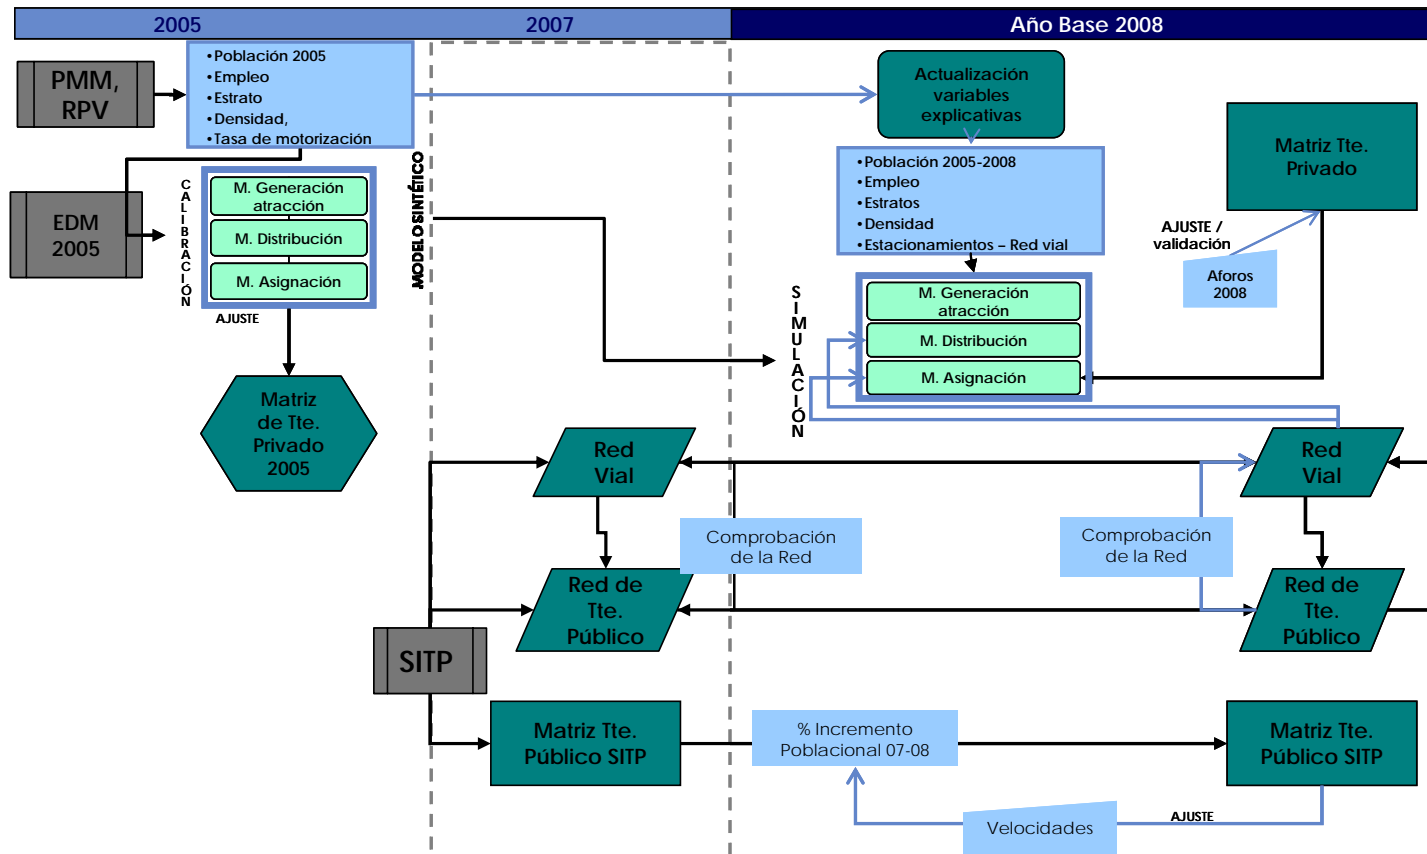 2005
2007
Año Base 2008
PMM,
RPV
•Población 2005
•Empleo
•Estrato
•Densidad,
•Tasa de motorización
Actualización
variables
explicativas
Matriz Tte.
Privado
EDM
2005
CALIBRACIÓN
M. Generación
atracción
M. Distribución
M. Asignación
AJUSTE
MODELO SINTÉTICO
•Población 2005-2008
•Empleo
•Estratos
•Densidad
•Estacionamientos – Red vial
AJUSTE /
validación
Aforos
2008
SIMULACIÓN
M. Generación
atracción
M. Distribución
M. Asignación
Matriz
de Tte.
Privado
2005
Red
Vial
Red
Vial
Comprobación
de la Red
Comprobación
de la Red
Red de
Tte.
Público
Red de
Tte.
Público
SITP
Matriz Tte.
Público SITP
% Incremento
Poblacional 07-08
Matriz Tte.
Público SITP
Velocidades
AJUSTE